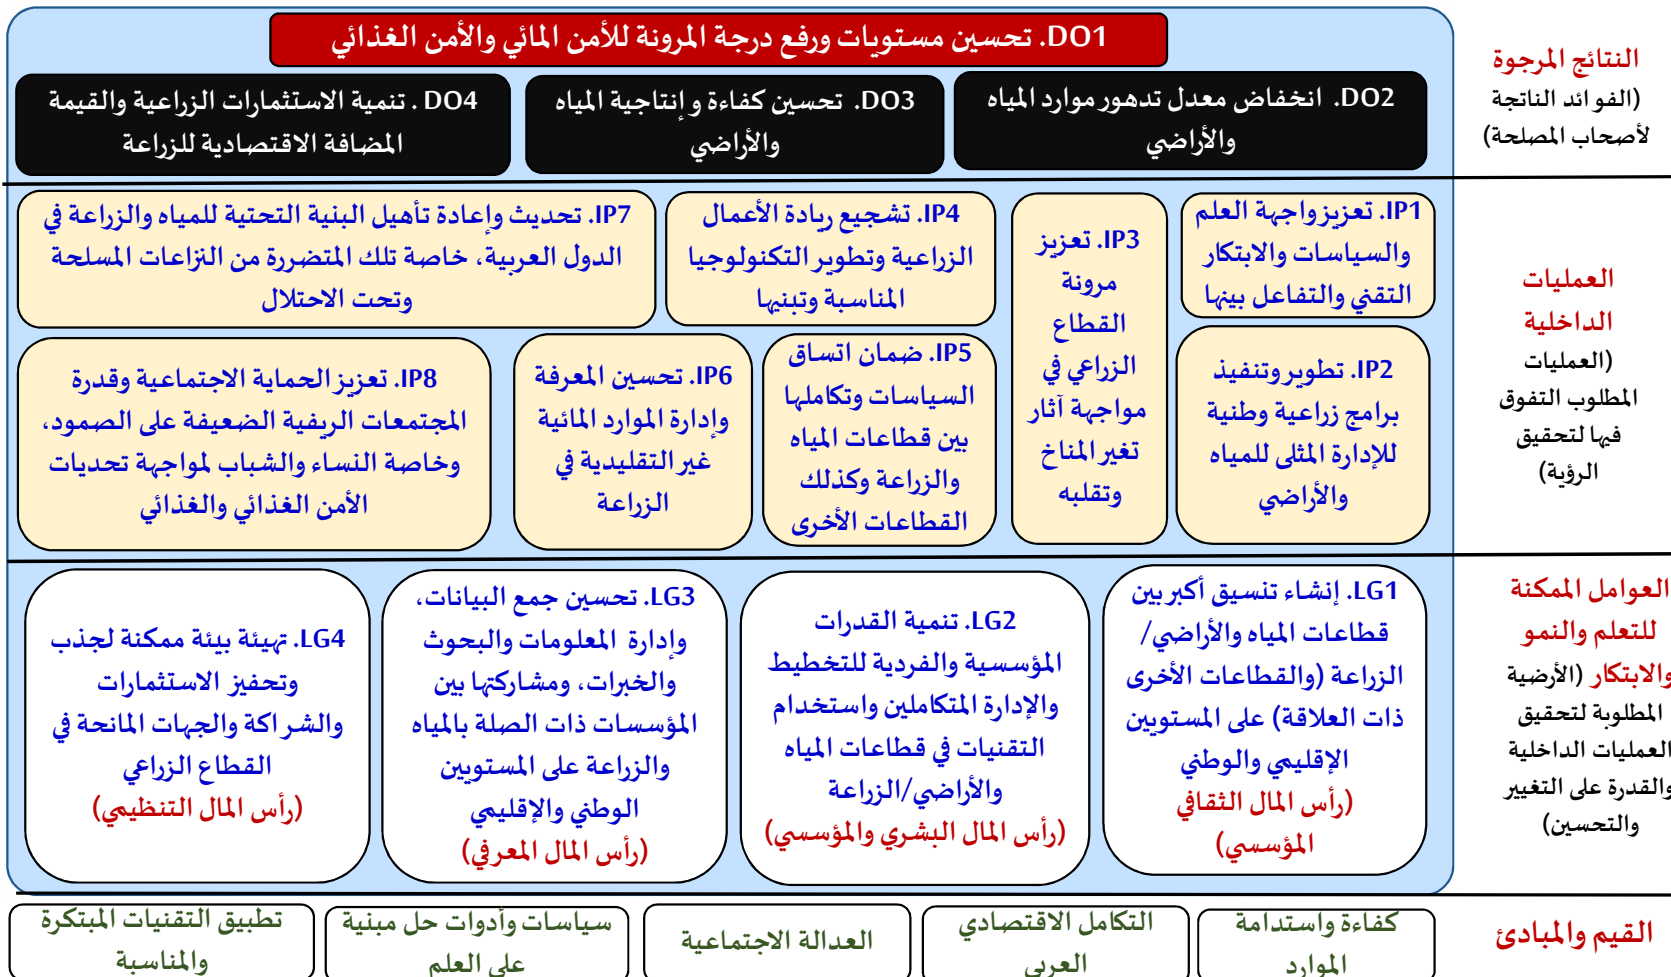 النتائج المرجوة
(الفوائد الناتجة
لأصحاب المصلحة)
DO1. تحسين مستويات ورفع درجة المرونة للأمن المائي والأمن الغذائي
DO2. انخفاض معدل تدهور موارد المياه
والأراضي
DO3. تحسين كفاءة وإنتاجية المياه
والأراضي
DO4 . تنمية الاستثمارات الزراعية والقيمة
المضافة الاقتصادية للزراعة
العمليات
الداخلية
(العمليات
المطلوب التفوق
فيها لتحقيق
الرؤية)
IP1. تعزيز واجهة العلم
والسياسات والابتكار
التقني والتفاعل بينها
IP2. تطوير وتنفيذ
برامج زراعية وطنية
للإدارة المثلى للمياه
والأراضي
IP3. تعزيز
مرونة
القطاع
الزراعي في
مواجهة آثار
تغير المناخ
وتقلبه
IP4. تشجيع ريادة الأعمال
الزراعية وتطوير التكنولوجيا
المناسبة وتبنيها
IP5. ضمان اتساق
السياسات وتكاملها
بين قطاعات المياه
والزراعة وكذلك
القطاعات الأخرى
IP6. تحسين المعرفة
وإدارة الموارد المائية
غير التقليدية في
الزراعة
IP7. تحديث وإعادة تأهيل البنية التحتية للمياه والزراعة في
الدول العربية، خاصة تلك المتضررة من النزاعات المسلحة
وتحت الاحتلال
IP8. تعزيز الحماية الاجتماعية وقدرة
المجتمعات الريفية الضعيفة على الصمود،
وخاصة النساء والشباب لمواجهة تحديات
الأمن الغذائي والغذائي
العوامل الممكنة
للتعلم والنمو
والابتكار (الأرضية
المطلوبة لتحقيق
العمليات الداخلية
والقدرة على التغيير
والتحسين)
LG1. إنشاء تنسيق أكبر بين
قطاعات المياه والأراضي/
الزراعة (والقطاعات الأخرى
ذات العلاقة) على المستويين
الإقليمي والوطني
(رأس المال الثقافي
المؤسسي)
LG2. تنمية القدرات
المؤسسية والفردية للتخطيط
والإدارة المتكاملين واستخدام
التقنيات في قطاعات المياه
والأراضي/الزراعة
(رأس المال البشري والمؤسسي)
LG3. تحسين جمع البيانات،
وإدارة المعلومات والبحوث
والخبرات، ومشاركتها بين
المؤسسات ذات الصلة بالمياه
والزراعة على المستويين
الوطني والإقليمي
(رأس المال المعرفي)
LG4. تهيئة بيئة ممكنة لجذب
وتحفيز الاستثمارات
والشراكة والجهات المانحة في
القطاع الزراعي
(رأس المال التنظيمي)
القيم والمبادئ
كفاءة واستدامة
الموارد
التكامل الاقتصادي
العربي
العدالة الاجتماعية
سياسات وأدوات حل مبنية
على العلم
تطبيق التقنيات المبتكرة
والمناسبة